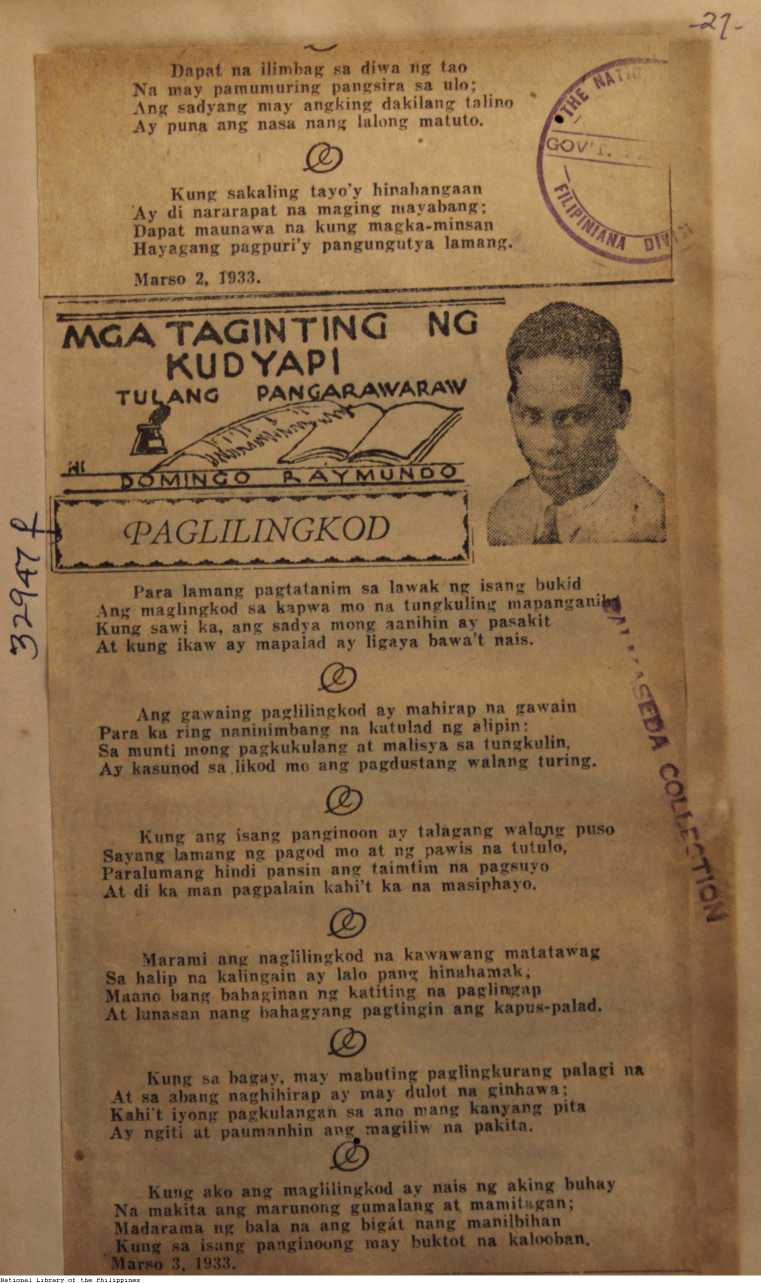 -27-
Dapat na ilimbag sa diwa ng tao
Na may pamumuring pangsira sa ulo;
Ang sadyang may angking dakilang talino
Ay puna ang nasa nang lalong matuto.
Kung sakaling tayo'y hinahangaan
Ay di nararapat na maging mayabang;
Dapat maunawa na kung magka-minsan
Hayagang pagpuri'y pangungutya lamang.
Marso 2, 1933.
THE NATI
GOV'T.
FILIPINIANA DIVI
MGA TAGINTING NG
KUDYAPI
TULANG PANGARAWARAW
NI
DOMINGO RAYMUNDO
PAGLILINGKOD
32947 f
Para lamang pagtatanim sa lawak ng isang bukid
Ang maglingkod sa kapwa mo na tungkuling mapanganib,
Kung sawi ka, ang sadya mong aanihin ay pasakit
At kung ikaw ay mapalad ay ligaya bawa't nais.
Ang gawaing paglilingkod ay mahirap na gawain
Para ka ring naninimbang na katulad ng alipin:
Sa munti mong pagkukulang at malisya sa tungkulin,
Ay kasunod sa likod mo ang pagdustang walang turing.
Kung ang isang panginoon ay talagang walang puso
Sayang lamang ng pagod mo at ng pawis na tutulo,
Paralumang hindi pansin ang taimtim na pagsuyo
At di ka man pagpalain kahi't ka na masiphayo.
Marami ang naglilingkod na kawawang matatawag
Sa halip na kalingain ay lalo pang hinahamak,
Maano bang bahaginan ng katiting na paglingap
At lunasan nang bahagyang pagtingin ang kapus-palad.
Kung sa bagay, may mabuting paglingkurang palagi na
At sa abang naghihirap ay may dulot na ginhawa;
Kahi't iyong pagkulangan sa ano mang kanyang pita
Ay ngiti at paumanhin ang magiliw na pakita.
Kung ako ang maglilingkod ay nais ng aking buhay
Na makita ang marunong gumalang at mamitagan;
Madarama ng bala na ang bigat nang manilbihan
Kung sa isang panginoong may buktot na kalooban.
Marso 3, 1933.
SEDA COLLECTION
National Library of the Philippines